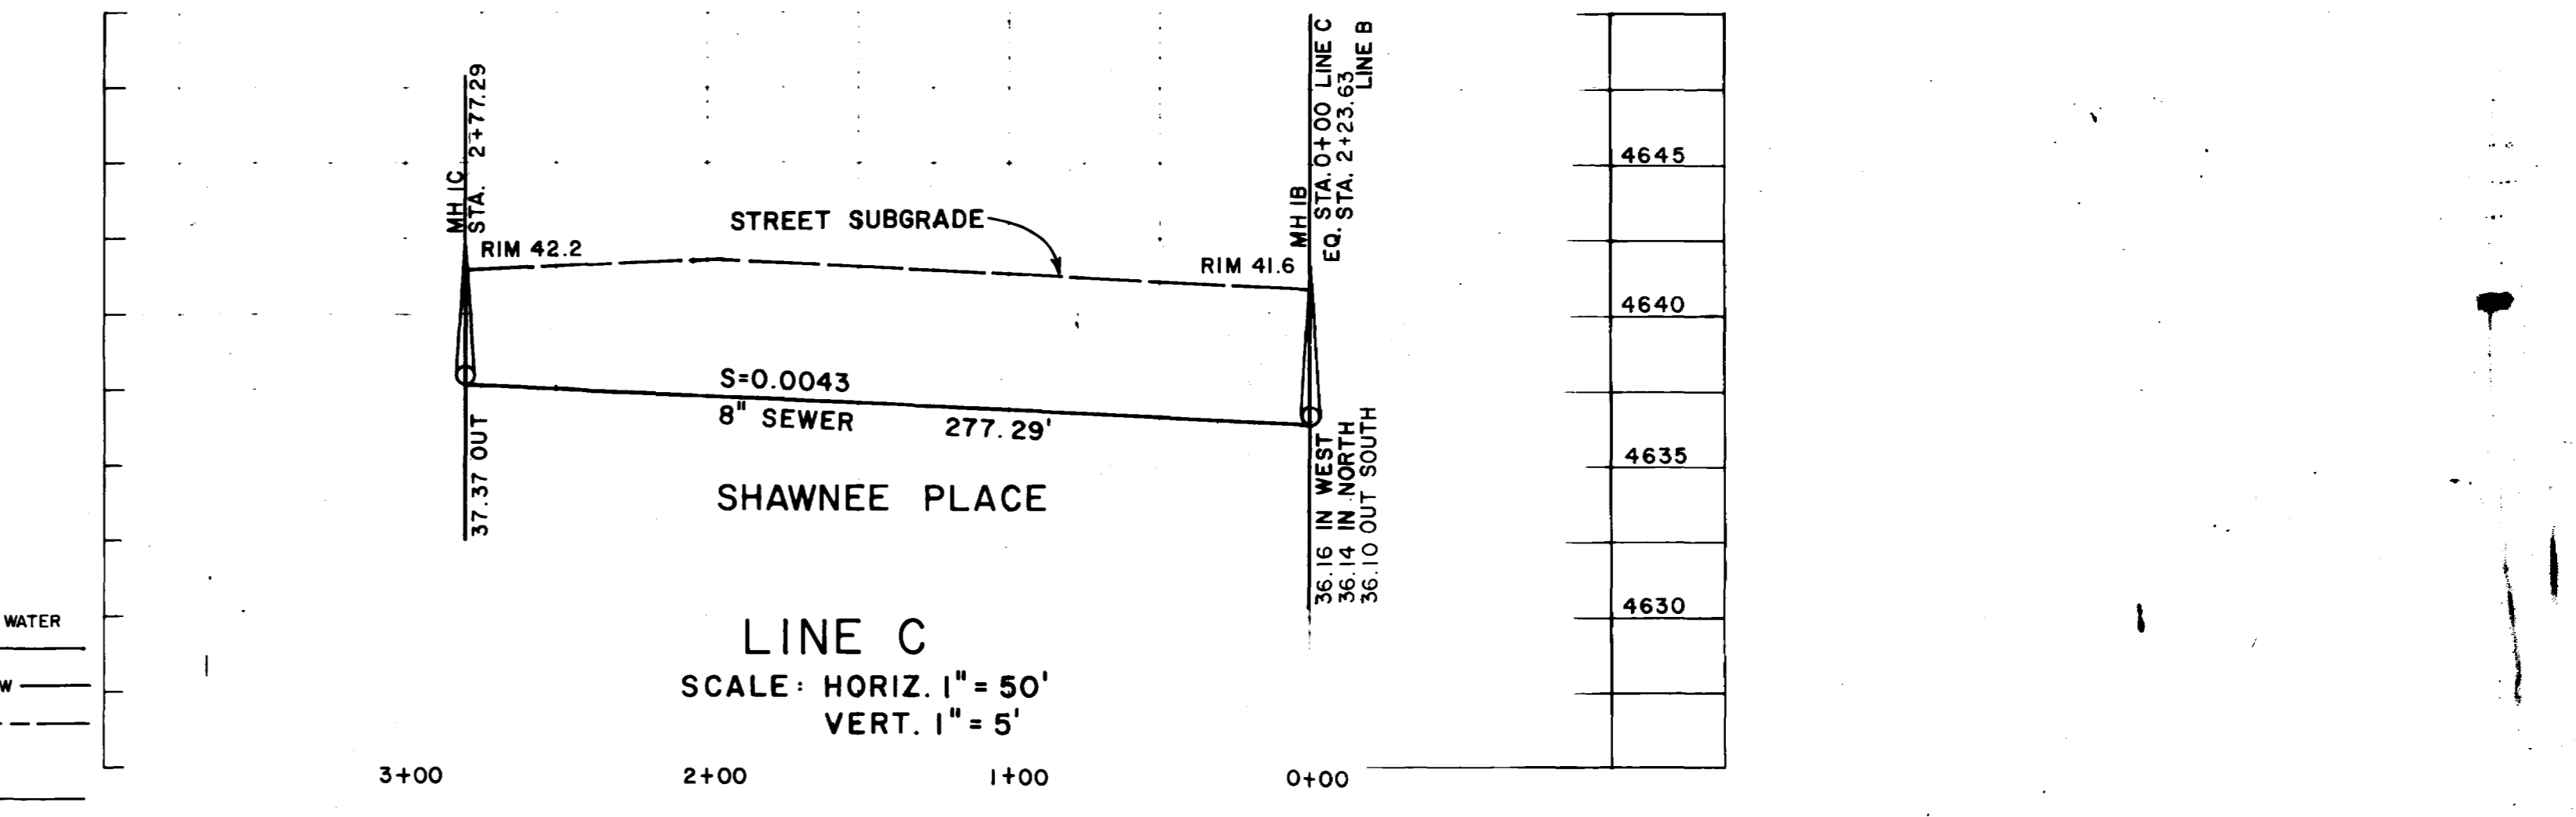 MH 1C
STA. 2+77.29
RIM 42.2
STREET SUBGRADE
RIM 41.6
MH 1B
EQ. STA. 0+00 LINE C
STA. 2+23.63
LINE B
4645
4640
4635
4630
S=0.0043
8" SEWER
277.29'
37.37 OUT
36.16 IN WEST
36.14 IN NORTH
36.10 OUT SOUTH
SHAWNEE PLACE
WATER
W
LINE C
SCALE: HORIZ. 1"= 50'
VERT. 1"= 5'
3+00
2+00
1+00
0+00